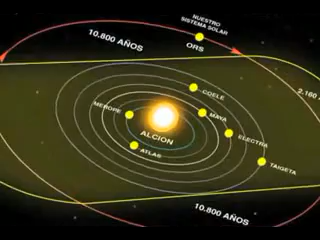 NUESTRO
SISTEMA SOLAR
ORS
10.800 AÑOS
COELE
2.160
MEROPE
MAYA
ELECTRA
ALCION
ATLAS
TAIGETA
10.800 AÑOS